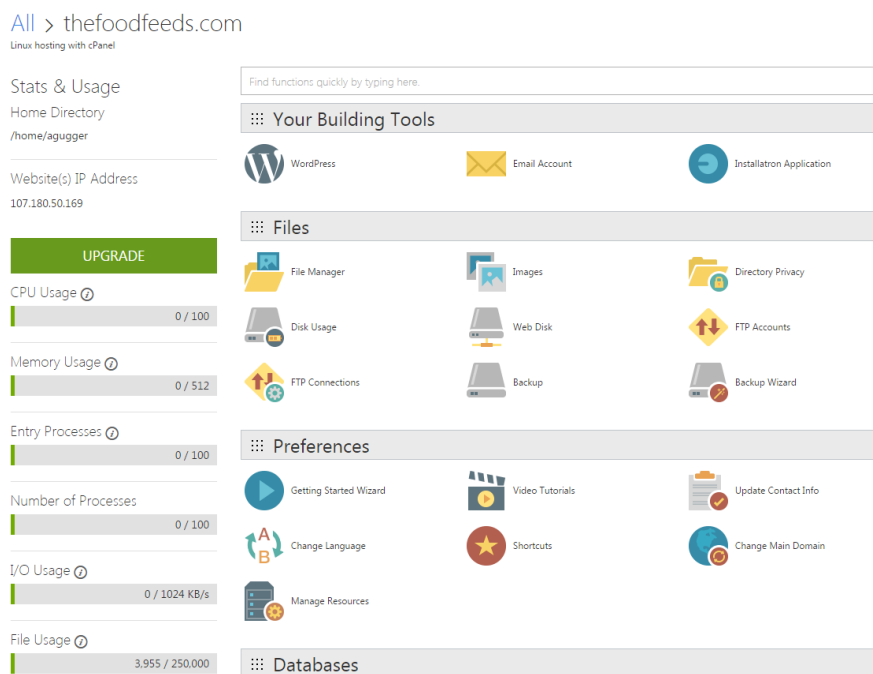 All > thefoodfeeds.com
Linux hosting with cPanel
Stats & Usage
Home Directory
/home/agugger
Website(s) IP Address
107.180.50.169
UPGRADE
CPU Usage
0 / 100
Memory Usage
0 / 512
Entry Processes
0 / 100
Number of Processes
0 / 100
I/O Usage
0 / 1024 KB/s
File Usage
3,955 / 250,000
Find functions quickly by typing here.
Your Building Tools
WordPress
Email Account
Installatron Application
Files
File Manager
Images
Directory Privacy
Disk Usage
Web Disk
FTP Accounts
FTP Connections
Backup
Backup Wizard
Preferences
Getting Started Wizard
Video Tutorials
Update Contact Info
A
B
Change Language
Shortcuts
Change Main Domain
Manage Resources
Databases